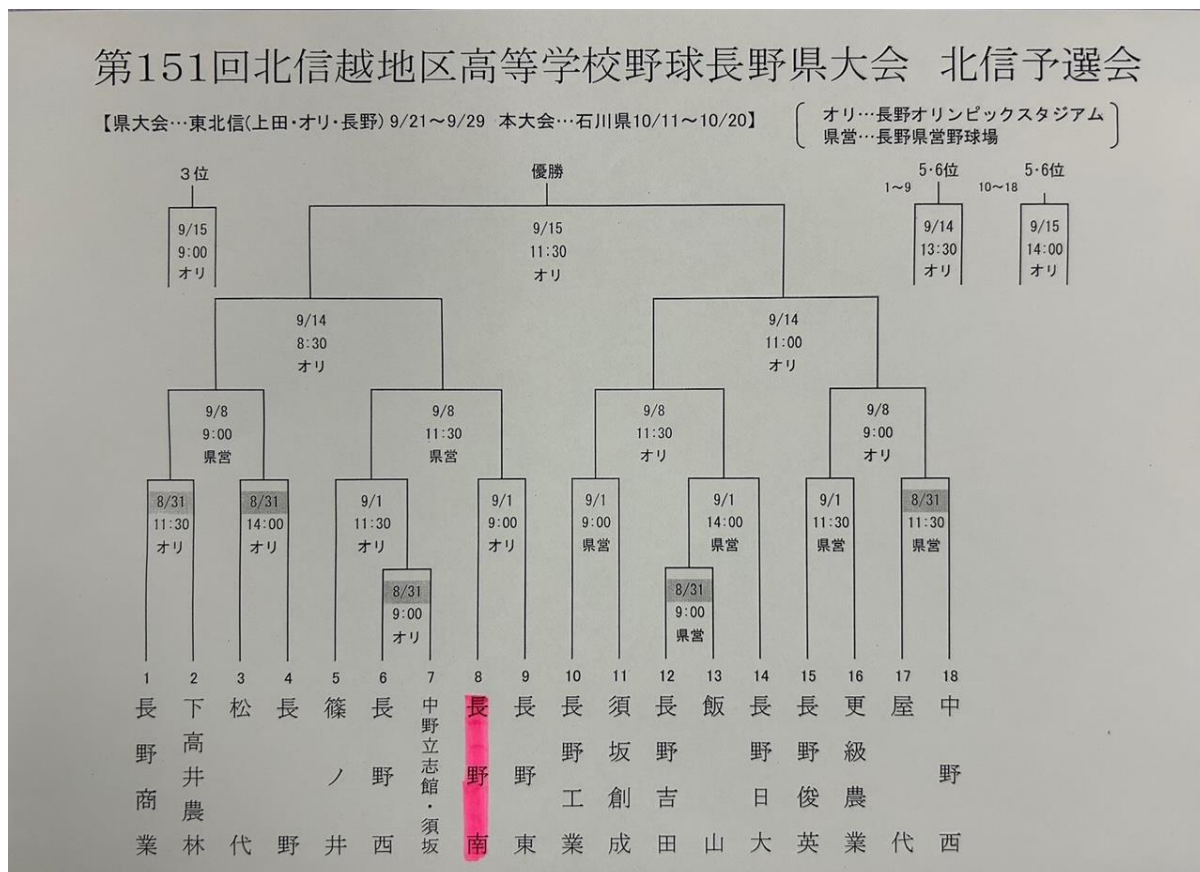 第151回北信越地区高等学校野球長野県大会 北信予選会
【県大会…東北信(上田・オリ・長野) 9/21～9/29 本大会…石川県10/11～10/20】
オリ…長野オリンピックスタジアム
県営…長野県営野球場
3位
9/15
9:00
オリ
優勝
9/15
11:30
オリ
5・6位
1～9
9/14
13:30
オリ
5・6位
10～18
9/15
14:00
オリ
9/14
8:30
オリ
9/14
11:00
オリ
9/8
9:00
県営
9/8
11:30
県営
9/8
11:30
オリ
9/8
9:00
オリ
8/31
11:30
オリ
8/31
14:00
オリ
9/1
11:30
オリ
9/1
9:00
オリ
9/1
9:00
県営
9/1
14:00
県営
9/1
11:30
県営
8/31
11:30
県営
8/31
9:00
オリ
8/31
9:00
県営
1 長野商業
2 下高井農林
3 松代
4 長野
5 篠ノ井
6 長野西
7 中野立志館・須坂
8 長野南
9 長野東
10 長野工業
11 須坂創成
12 長野吉田
13 飯山
14 長野日大
15 長野俊英
16 更級農業
17 屋代
18 中野西